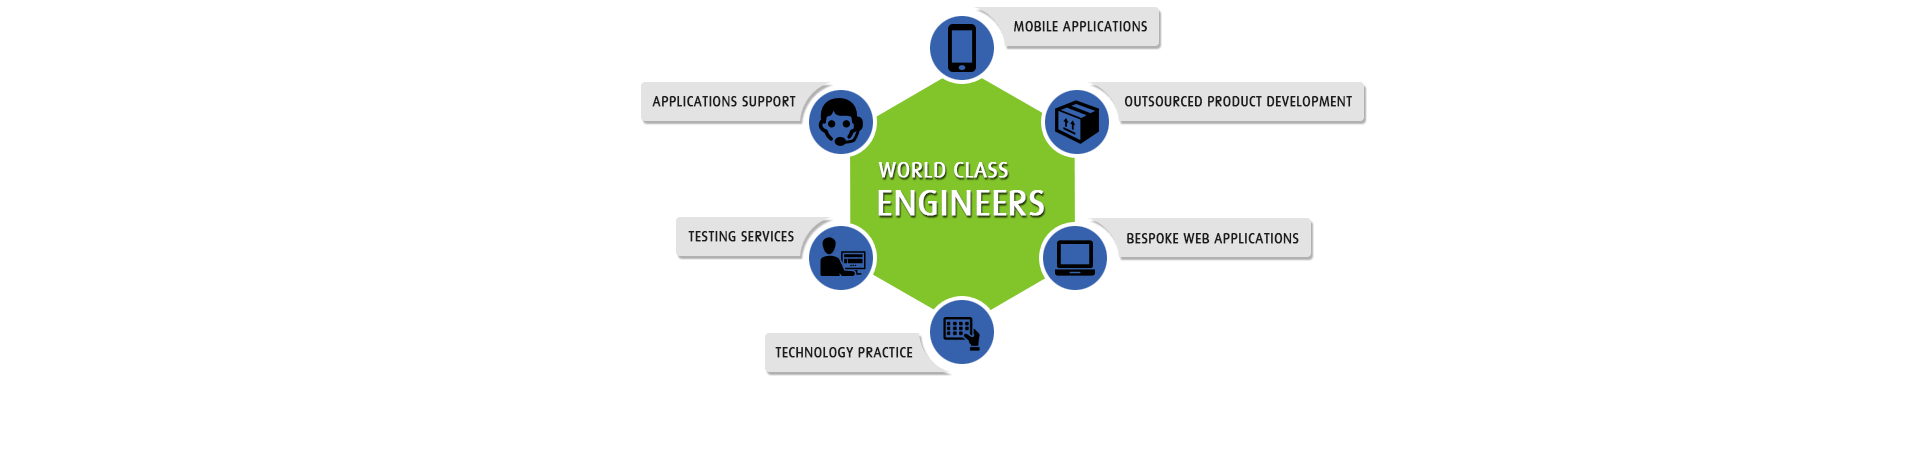 MOBILE APPLICATIONS
APPLICATIONS SUPPORT
OUTSOURCED PRODUCT DEVELOPMENT
WORLD CLASS
ENGINEERS
TESTING SERVICES
BESPOKE WEB APPLICATIONS
TECHNOLOGY PRACTICE